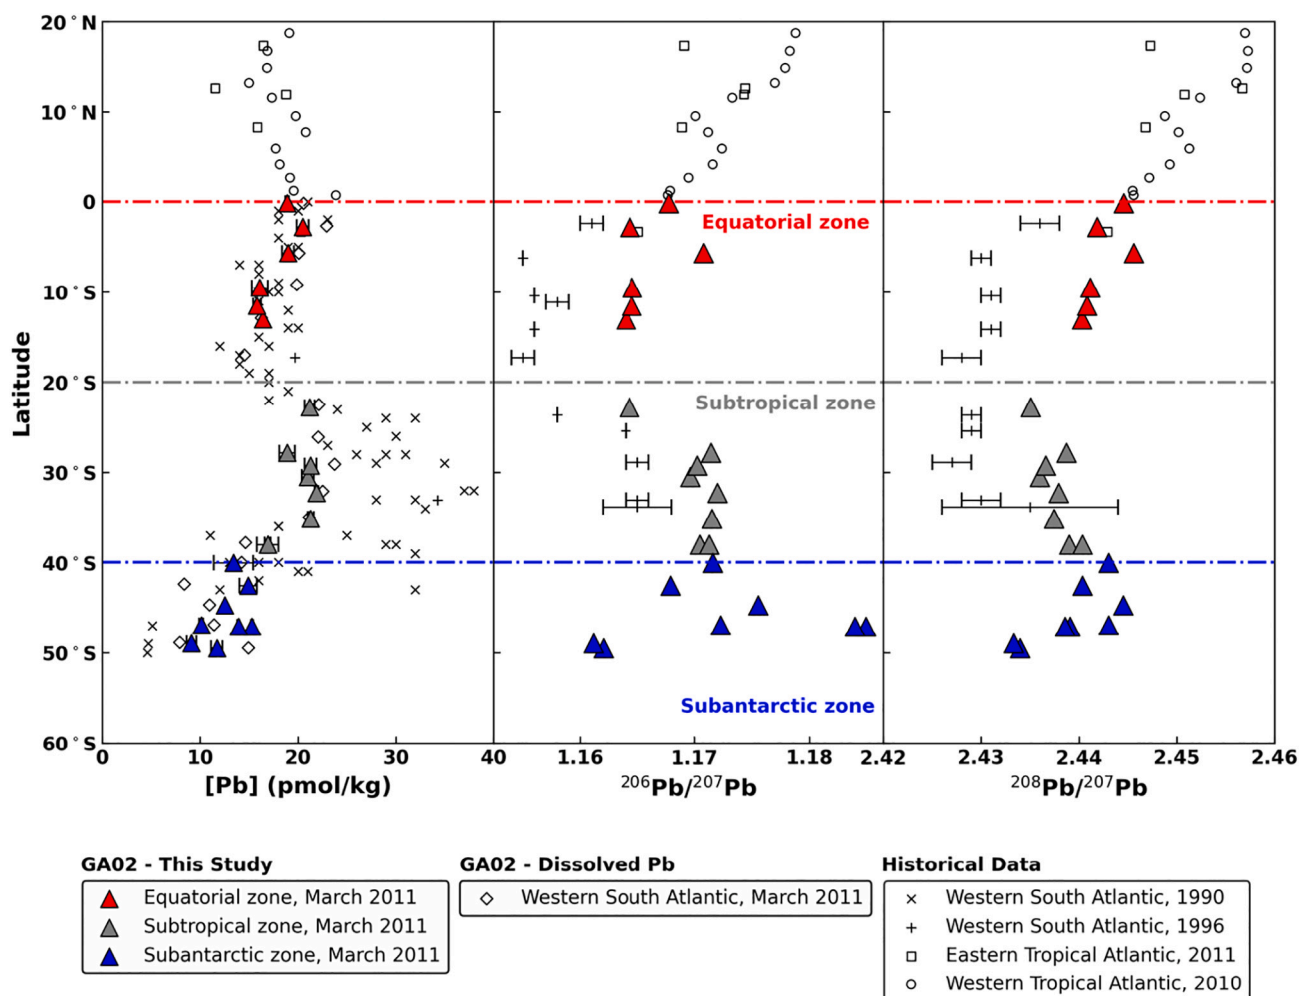 20°N
10°N
0
10°S
20°S
30°S
40°S
50°S
60°S
Latitude
Equatorial zone
Subtropical zone
Subantarctic zone
0 10 20 30 40 1.16 1.17 1.18 2.42 2.43 2.44 2.45 2.46
[Pb] (pmol/kg) ²⁰⁶Pb/²⁰⁷Pb ²⁰⁸Pb/²⁰⁷Pb
GA02 - This Study
Equatorial zone, March 2011
Subtropical zone, March 2011
Subantarctic zone, March 2011
GA02 - Dissolved Pb
Western South Atlantic, March 2011
Historical Data
Western South Atlantic, 1990
Western South Atlantic, 1996
Eastern Tropical Atlantic, 2011
Western Tropical Atlantic, 2010